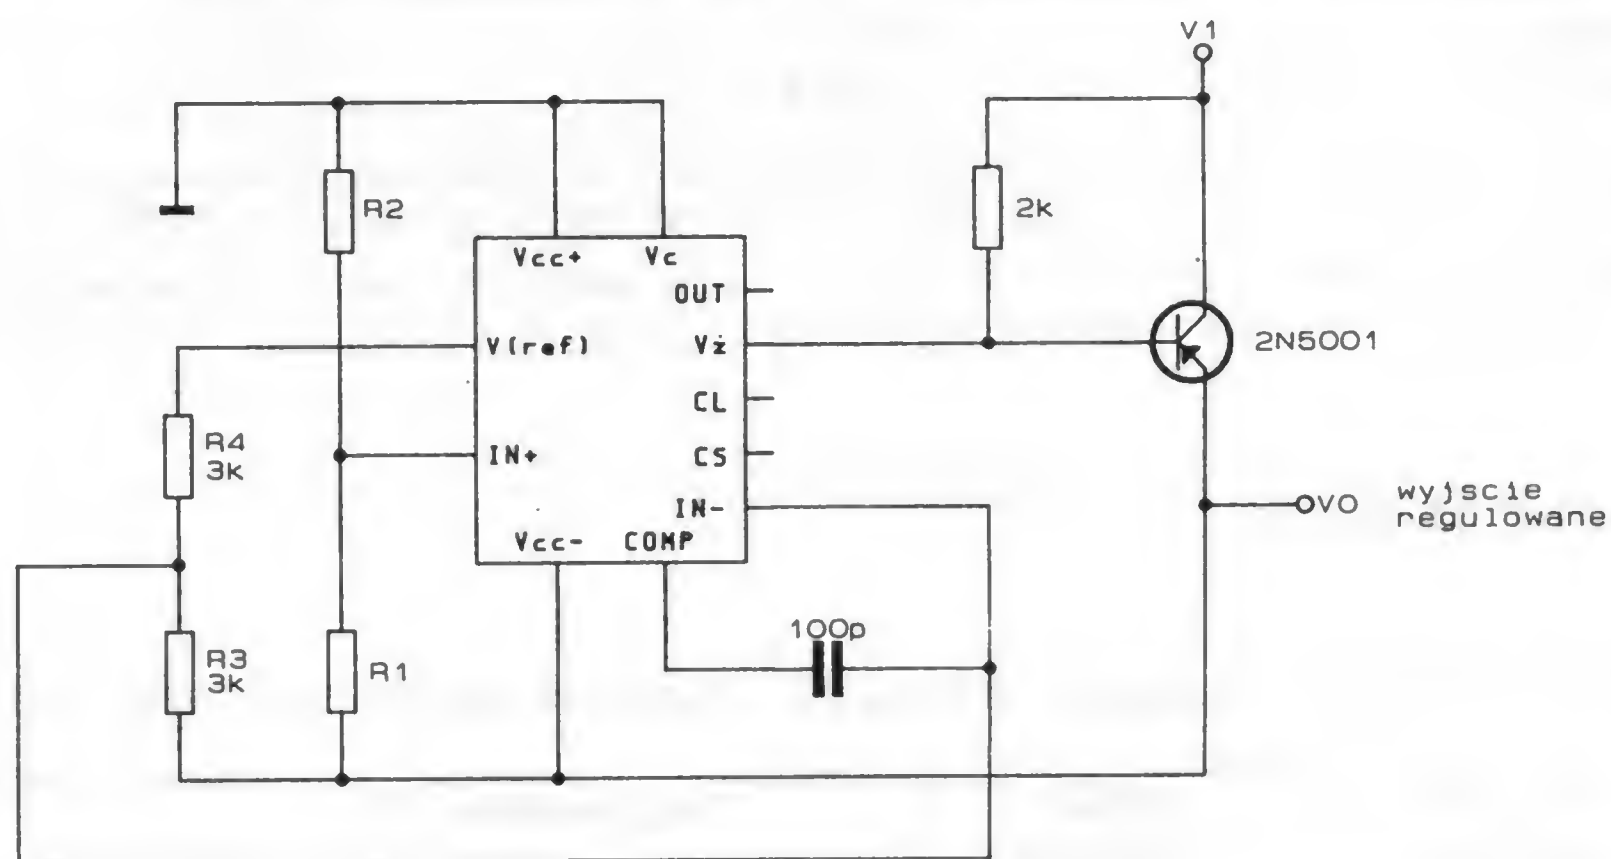 V1
R2
2k
Vcc+ Vc
OUT
V(ref) Vż
2N5001
CL
R4
3k
IN+ CS
IN-
VO wyjscie
regulowane
Vcc- COMP
100p
R3
3k
R1